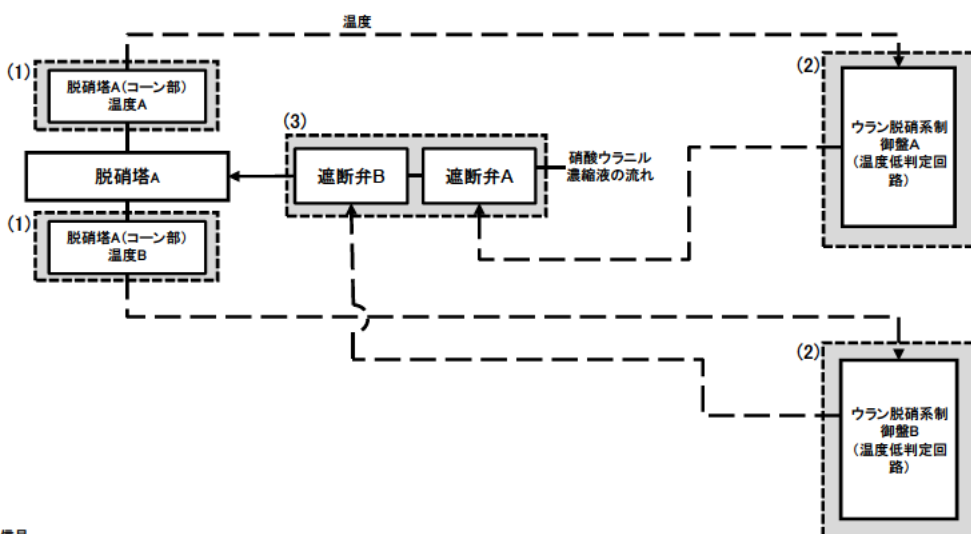 温度
(1)
脱硝塔A(コーン部)
温度A
(2)
ウラン脱硝系制
御盤A
(温度低判定回
路)
(3)
遮断弁B
遮断弁A
硝酸ウラニル
濃縮液の流れ
脱硝塔A
(1)
脱硝塔A(コーン部)
温度B
(2)
ウラン脱硝系制
御盤B
(温度低判定回
路)